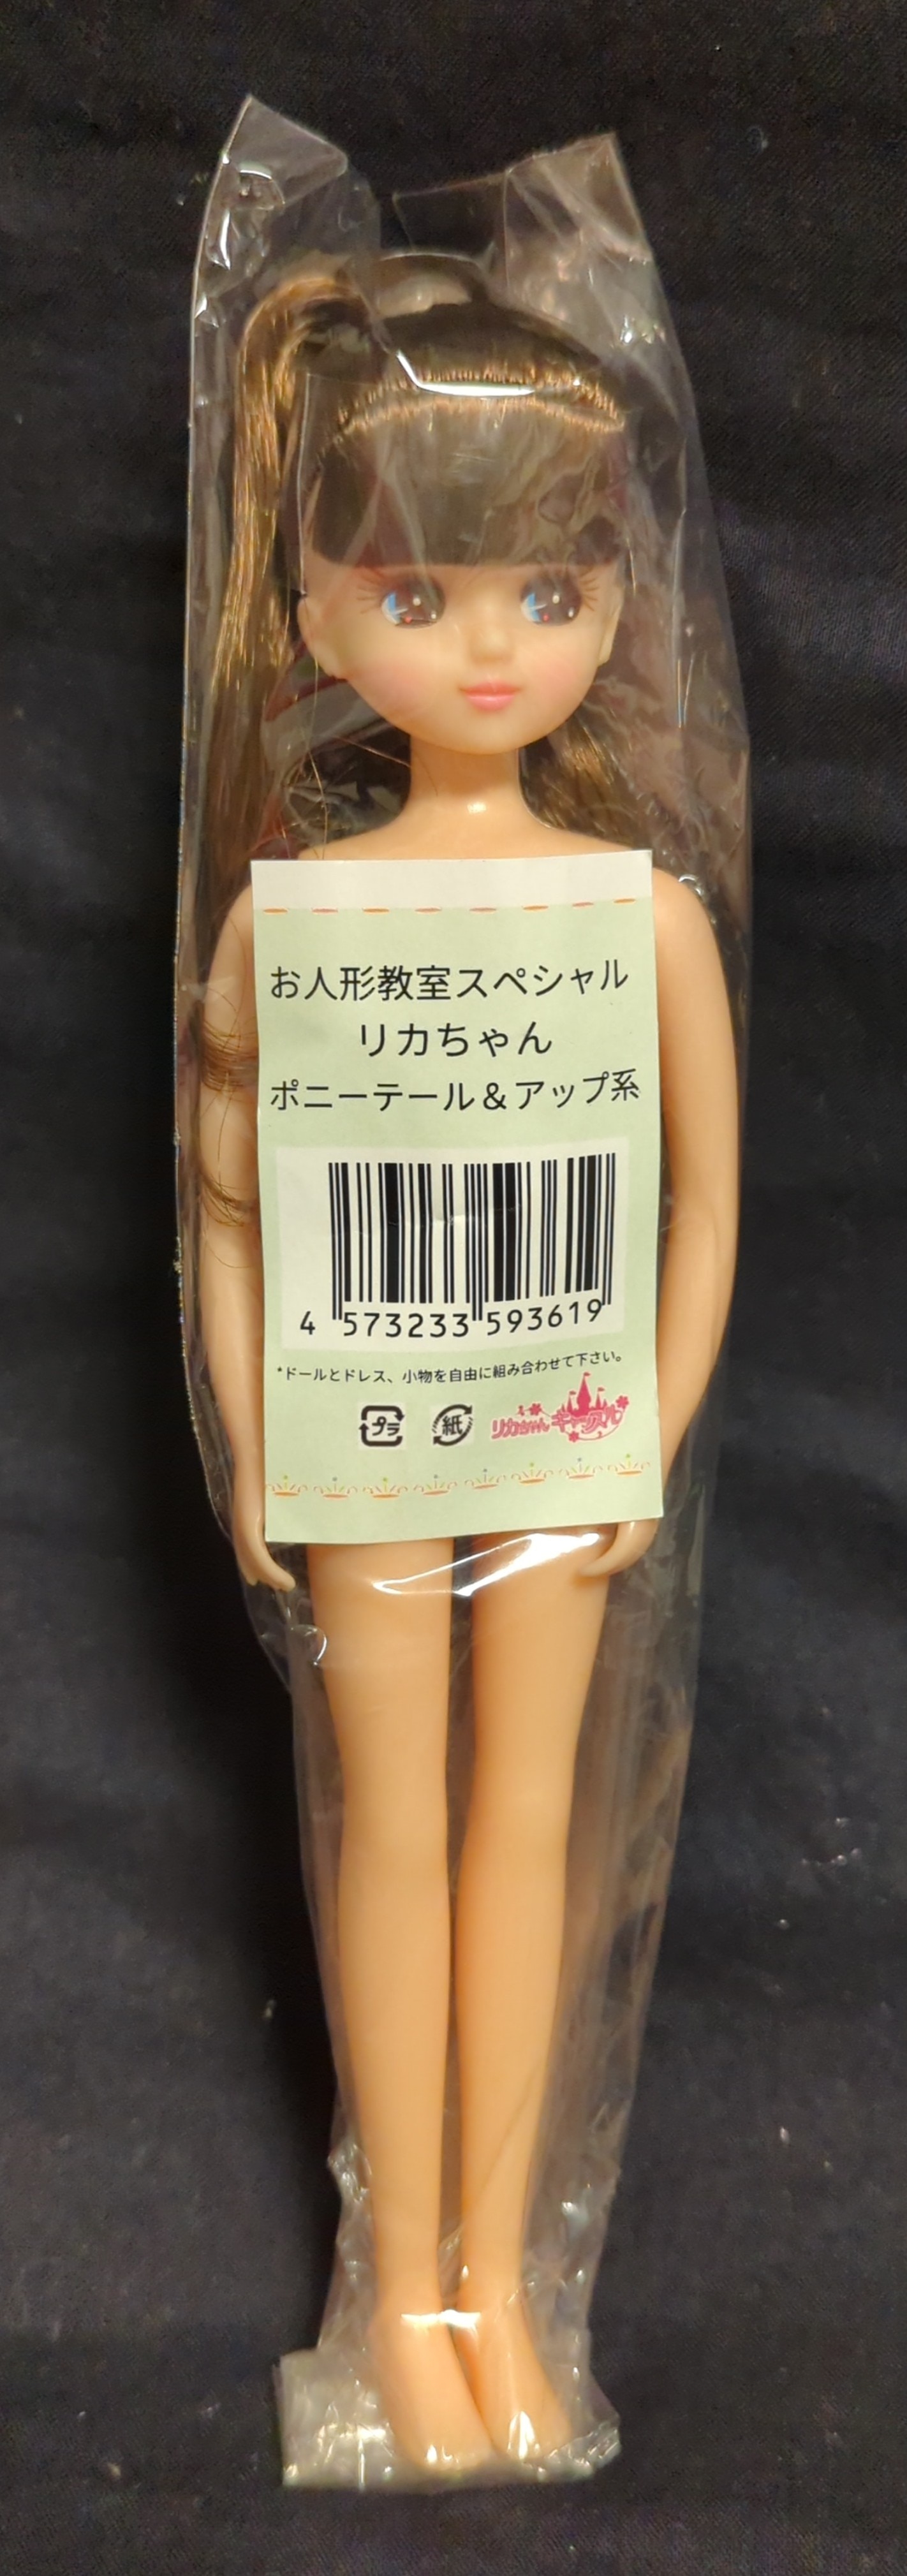 お人形教室スペシャル
リカちゃん
ポニーテール&アップ系
4 573233 593619
*ドールとドレス、小物を自由に組み合わせて下さい。
プラ
紙
リカちゃんキャッスル